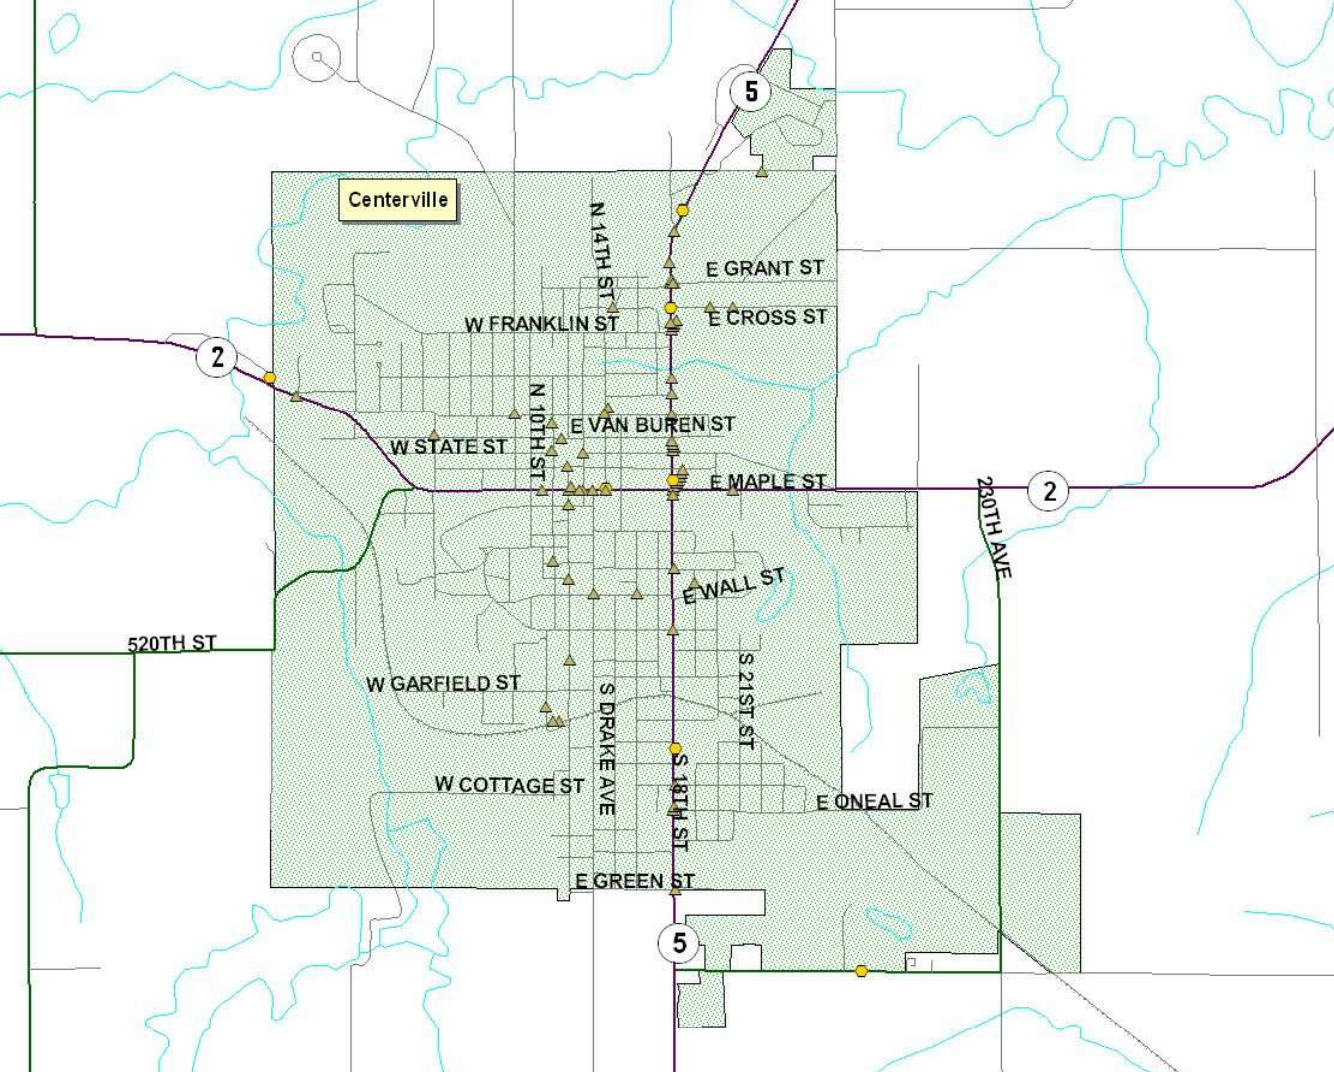 5
Centerville
N 14TH ST
E GRANT ST
W FRANKLIN ST
E CROSS ST
2
N 10TH ST
E VAN BUREN ST
W STATE ST
E MAPLE ST
2
230TH AVE
E WALL ST
520TH ST
W GARFIELD ST
S DRAKE AVE
S 21ST ST
W COTTAGE ST
S 18TH ST
E ONEAL ST
E GREEN ST
5